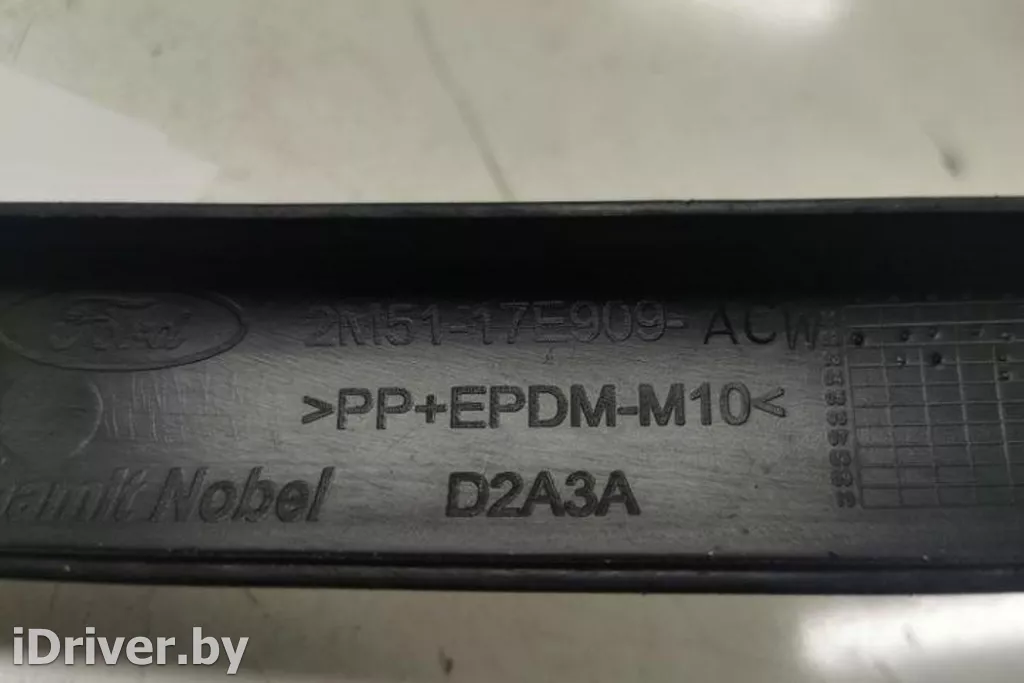 Ford 2M51-17E909-ACW
>PP+EPDM-M10<
Nobel D2A3A
iDriver.by